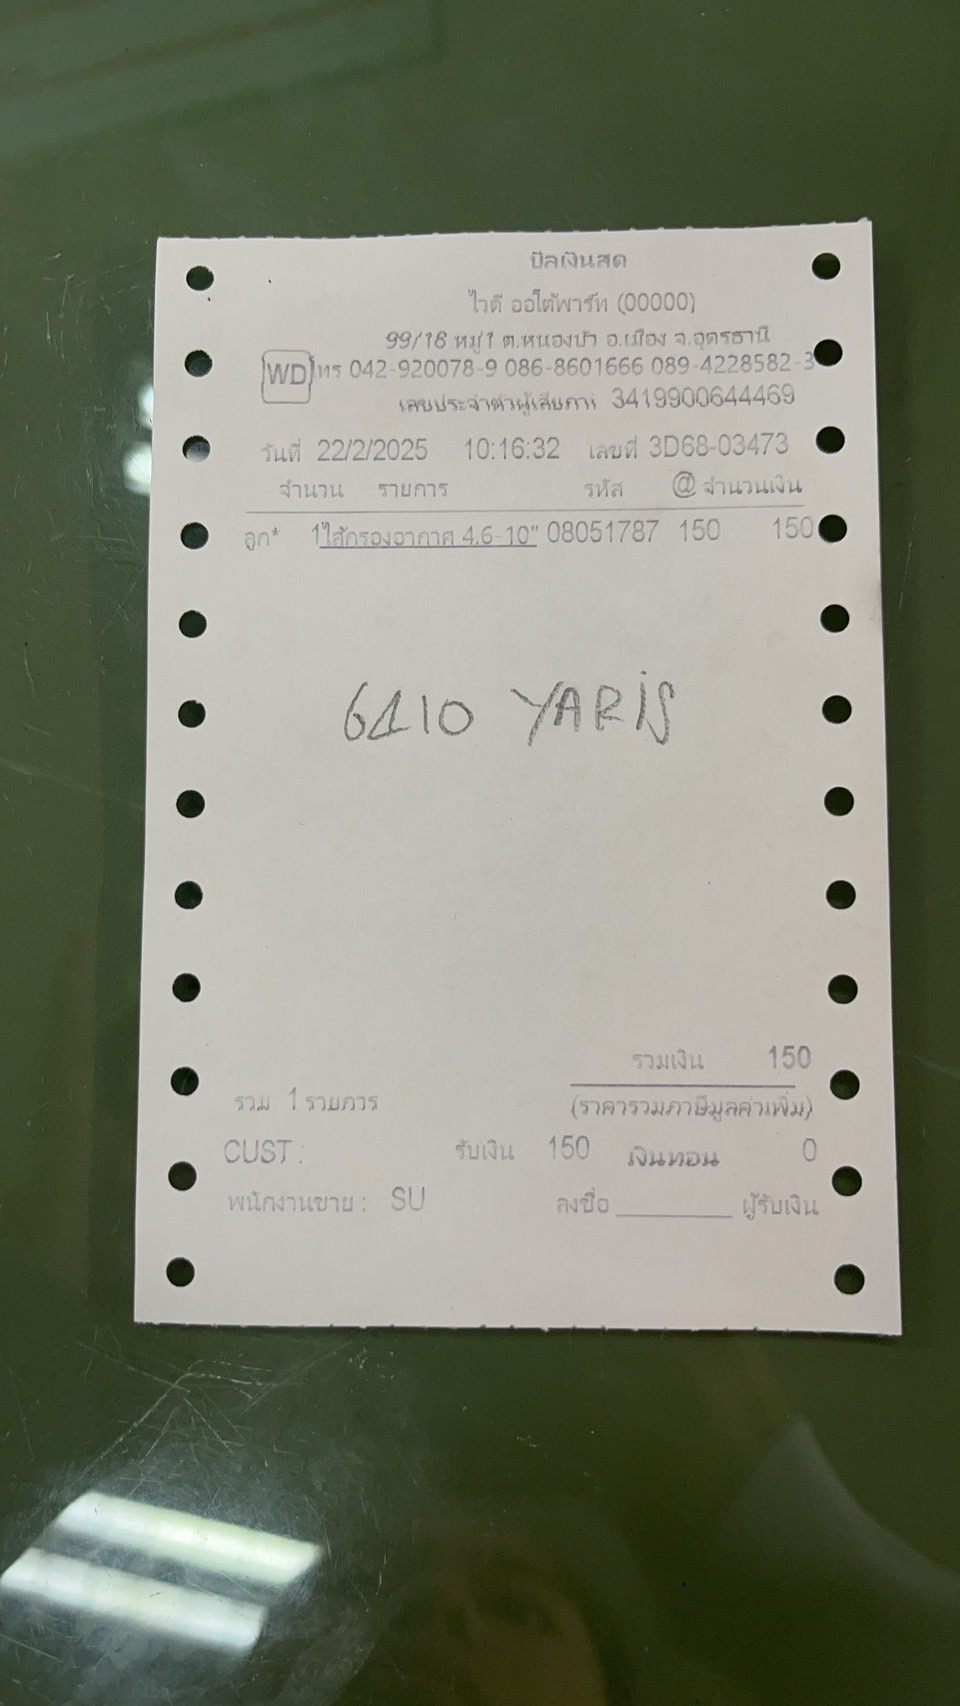 บิลเงินสด
ไวดี ออโต้พาร์ท (00000)
99/18 หมู่1 ต.หนองบัว อ.เมือง จ.อุดรธานี
WD โทร 042-920078-9 086-8601666 089-4228582-3
เลขประจำตัวผู้เสียภาษี 3419900644469
วันที่ 22/2/2025 10:16:32 เลขที่ 3D68-03473
จำนวน รายการ รหัส @ จำนวนเงิน
ลูก* 1 ไส้กรองอากาศ 4.6-10" 08051787 150 150
6410 YARIS
รวมเงิน 150
รวม 1 รายการ (ราคารวมภาษีมูลค่าเพิ่ม)
CUST : รับเงิน 150 เงินทอน 0
พนักงานขาย : SU ลงชื่อ ________ ผู้รับเงิน